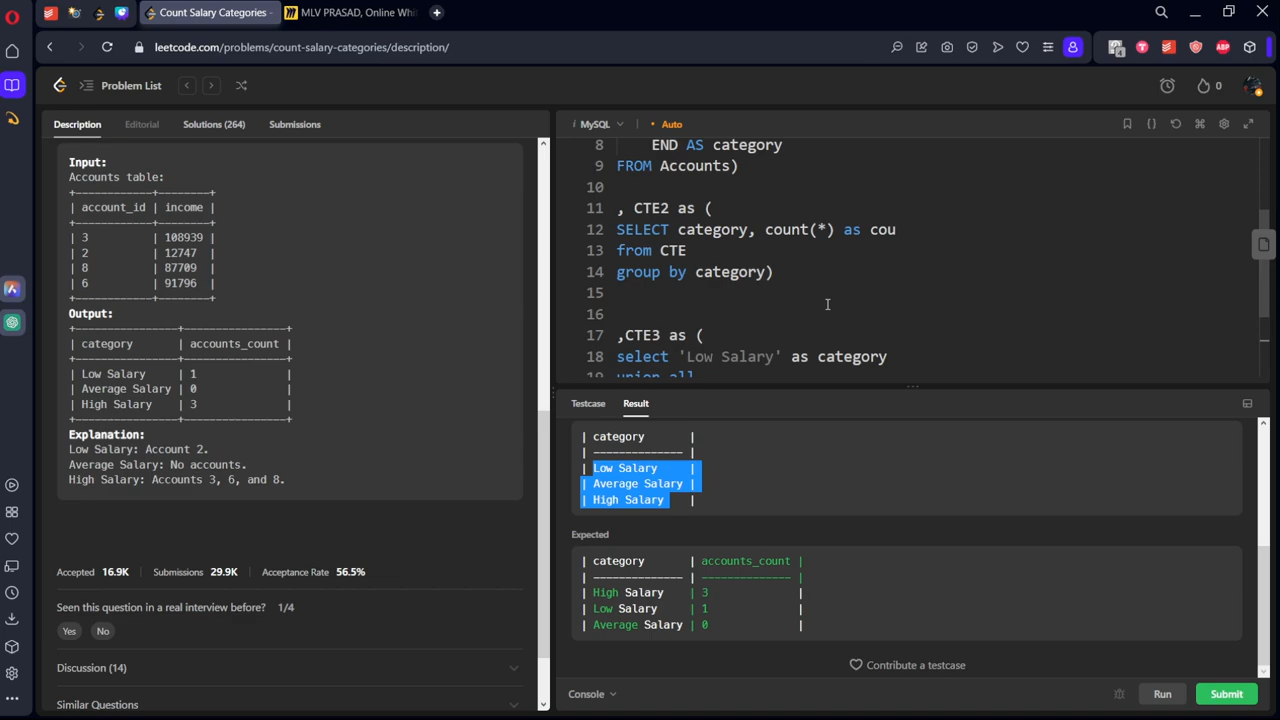 Count Salary Categories -
MLV PRASAD, Online Whi
leetcode.com/problems/count-salary-categories/description/
4
ABP
Problem List
0
Description
Editorial
Solutions (264)
Submissions
Input:
Accounts table:
+------------+--------+
| account_id | income |
+------------+--------+
| 3 | 108939 |
| 2 | 12747 |
| 8 | 87709 |
| 6 | 91796 |
+------------+--------+
Output:
+----------------+----------------+
| category | accounts_count |
+----------------+----------------+
| Low Salary | 1 |
| Average Salary | 0 |
| High Salary | 3 |
+----------------+----------------+
Explanation:
Low Salary: Account 2.
Average Salary: No accounts.
High Salary: Accounts 3, 6, and 8.
Accepted 16.9K
Submissions 29.9K
Acceptance Rate 56.5%
Seen this question in a real interview before? 1/4
Yes
No
Discussion (14)
Similar Questions
i MySQL
• Auto
8 END AS category
9 FROM Accounts)
10
11 , CTE2 as (
12 SELECT category, count(*) as cou
13 from CTE
14 group by category)
15
16
17 ,CTE3 as (
18 select 'Low Salary' as category
19 union all
Testcase
Result
| category |
| -------------- |
| Low Salary |
| Average Salary |
| High Salary |
Expected
| category | accounts_count |
| -------------- | -------------- |
| High Salary | 3 |
| Low Salary | 1 |
| Average Salary | 0 |
Contribute a testcase
Console
Run
Submit